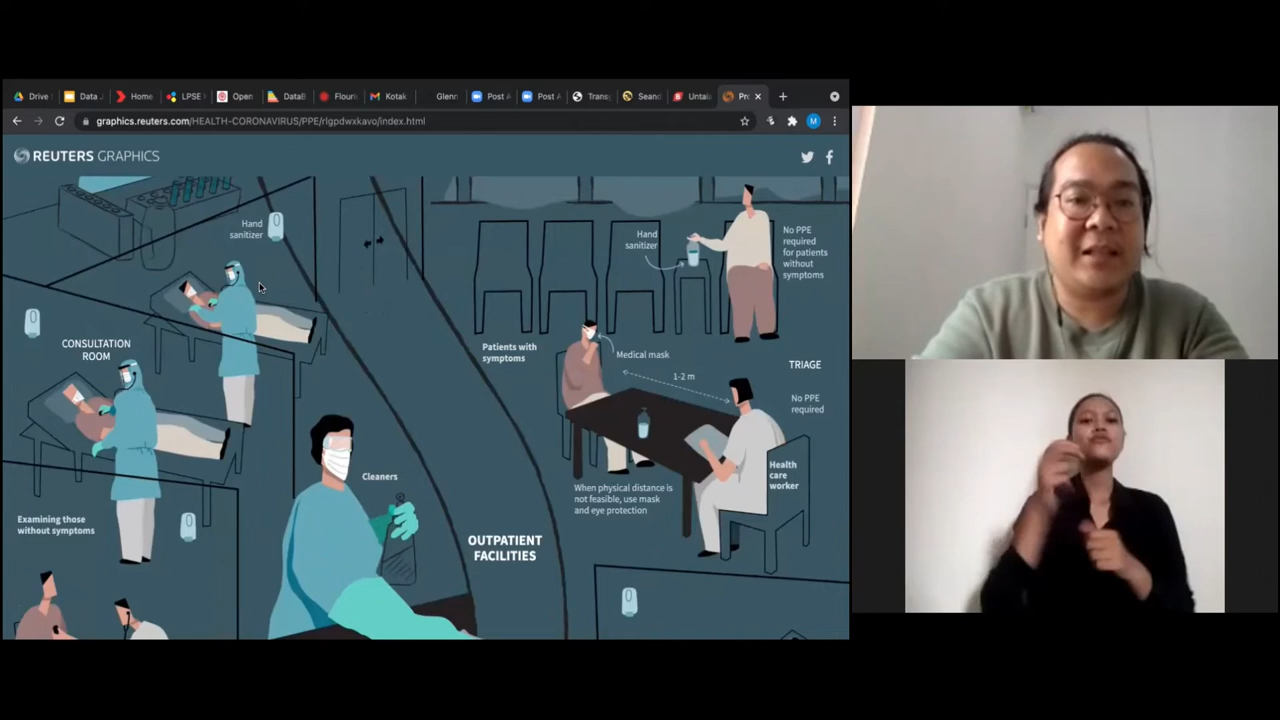 Drive
Data J
Home
LPSE
Open
DataB
Flouri
Kotak
Glenn
Post A
Post A
Trans
Seand
Untal
Pro
graphics.reuters.com/HEALTH-CORONAVIRUS/PPE/rlgpdwxkavo/index.html
M
REUTERS GRAPHICS
Hand
sanitizer
CONSULTATION
ROOM
Examining those
without symptoms
Cleaners
OUTPATIENT
FACILITIES
Hand
sanitizer
No PPE
required
for patients
without
symptoms
Patients with
symptoms
Medical mask
1-2 m
TRIAGE
No PPE
required
Health
care
worker
When physical distance is
not feasible, use mask
and eye protection